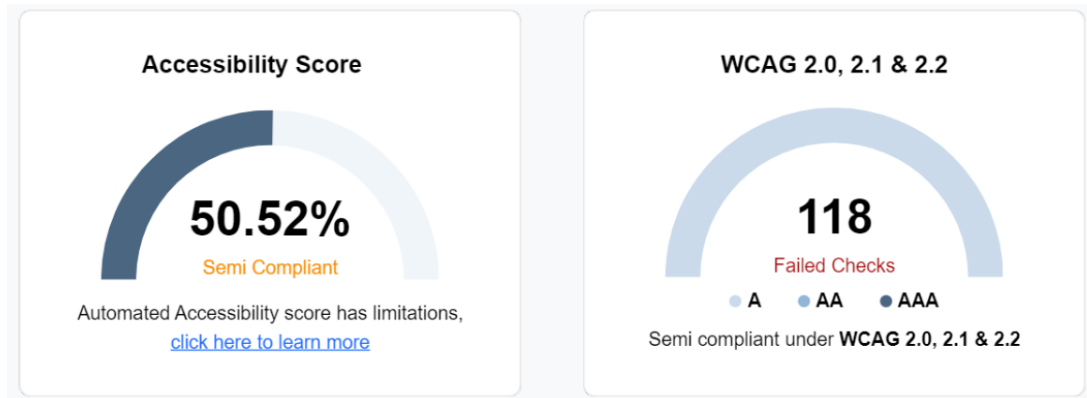 Accessibility Score
50.52%
Semi Compliant
Automated Accessibility score has limitations,
click here to learn more
WCAG 2.0, 2.1 & 2.2
118
Failed Checks
A AA AAA
Semi compliant under WCAG 2.0, 2.1 & 2.2